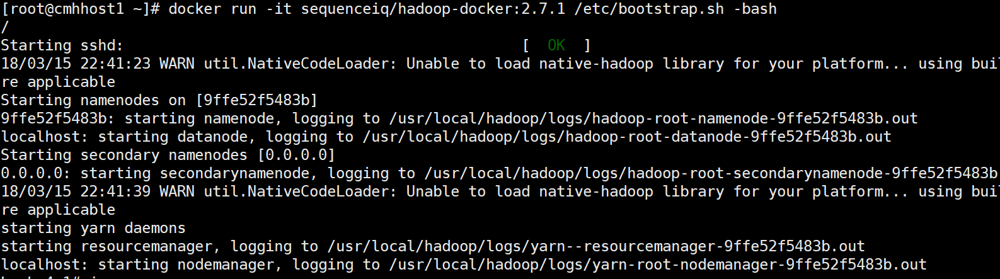 [root@cmhhost1 ~]# docker run -it sequenceiq/hadoop-docker:2.7.1 /etc/bootstrap.sh -bash
/
Starting sshd: [ OK ]
18/03/15 22:41:23 WARN util.NativeCodeLoader: Unable to load native-hadoop library for your platform... using buil
re applicable
Starting namenodes on [9ffe52f5483b]
9ffe52f5483b: starting namenode, logging to /usr/local/hadoop/logs/hadoop-root-namenode-9ffe52f5483b.out
localhost: starting datanode, logging to /usr/local/hadoop/logs/hadoop-root-datanode-9ffe52f5483b.out
Starting secondary namenodes [0.0.0.0]
0.0.0.0: starting secondarynamenode, logging to /usr/local/hadoop/logs/hadoop-root-secondarynamenode-9ffe52f5483b
18/03/15 22:41:39 WARN util.NativeCodeLoader: Unable to load native-hadoop library for your platform... using buil
re applicable
starting yarn daemons
starting resourcemanager, logging to /usr/local/hadoop/logs/yarn--resourcemanager-9ffe52f5483b.out
localhost: starting nodemanager, logging to /usr/local/hadoop/logs/yarn-root-nodemanager-9ffe52f5483b.out